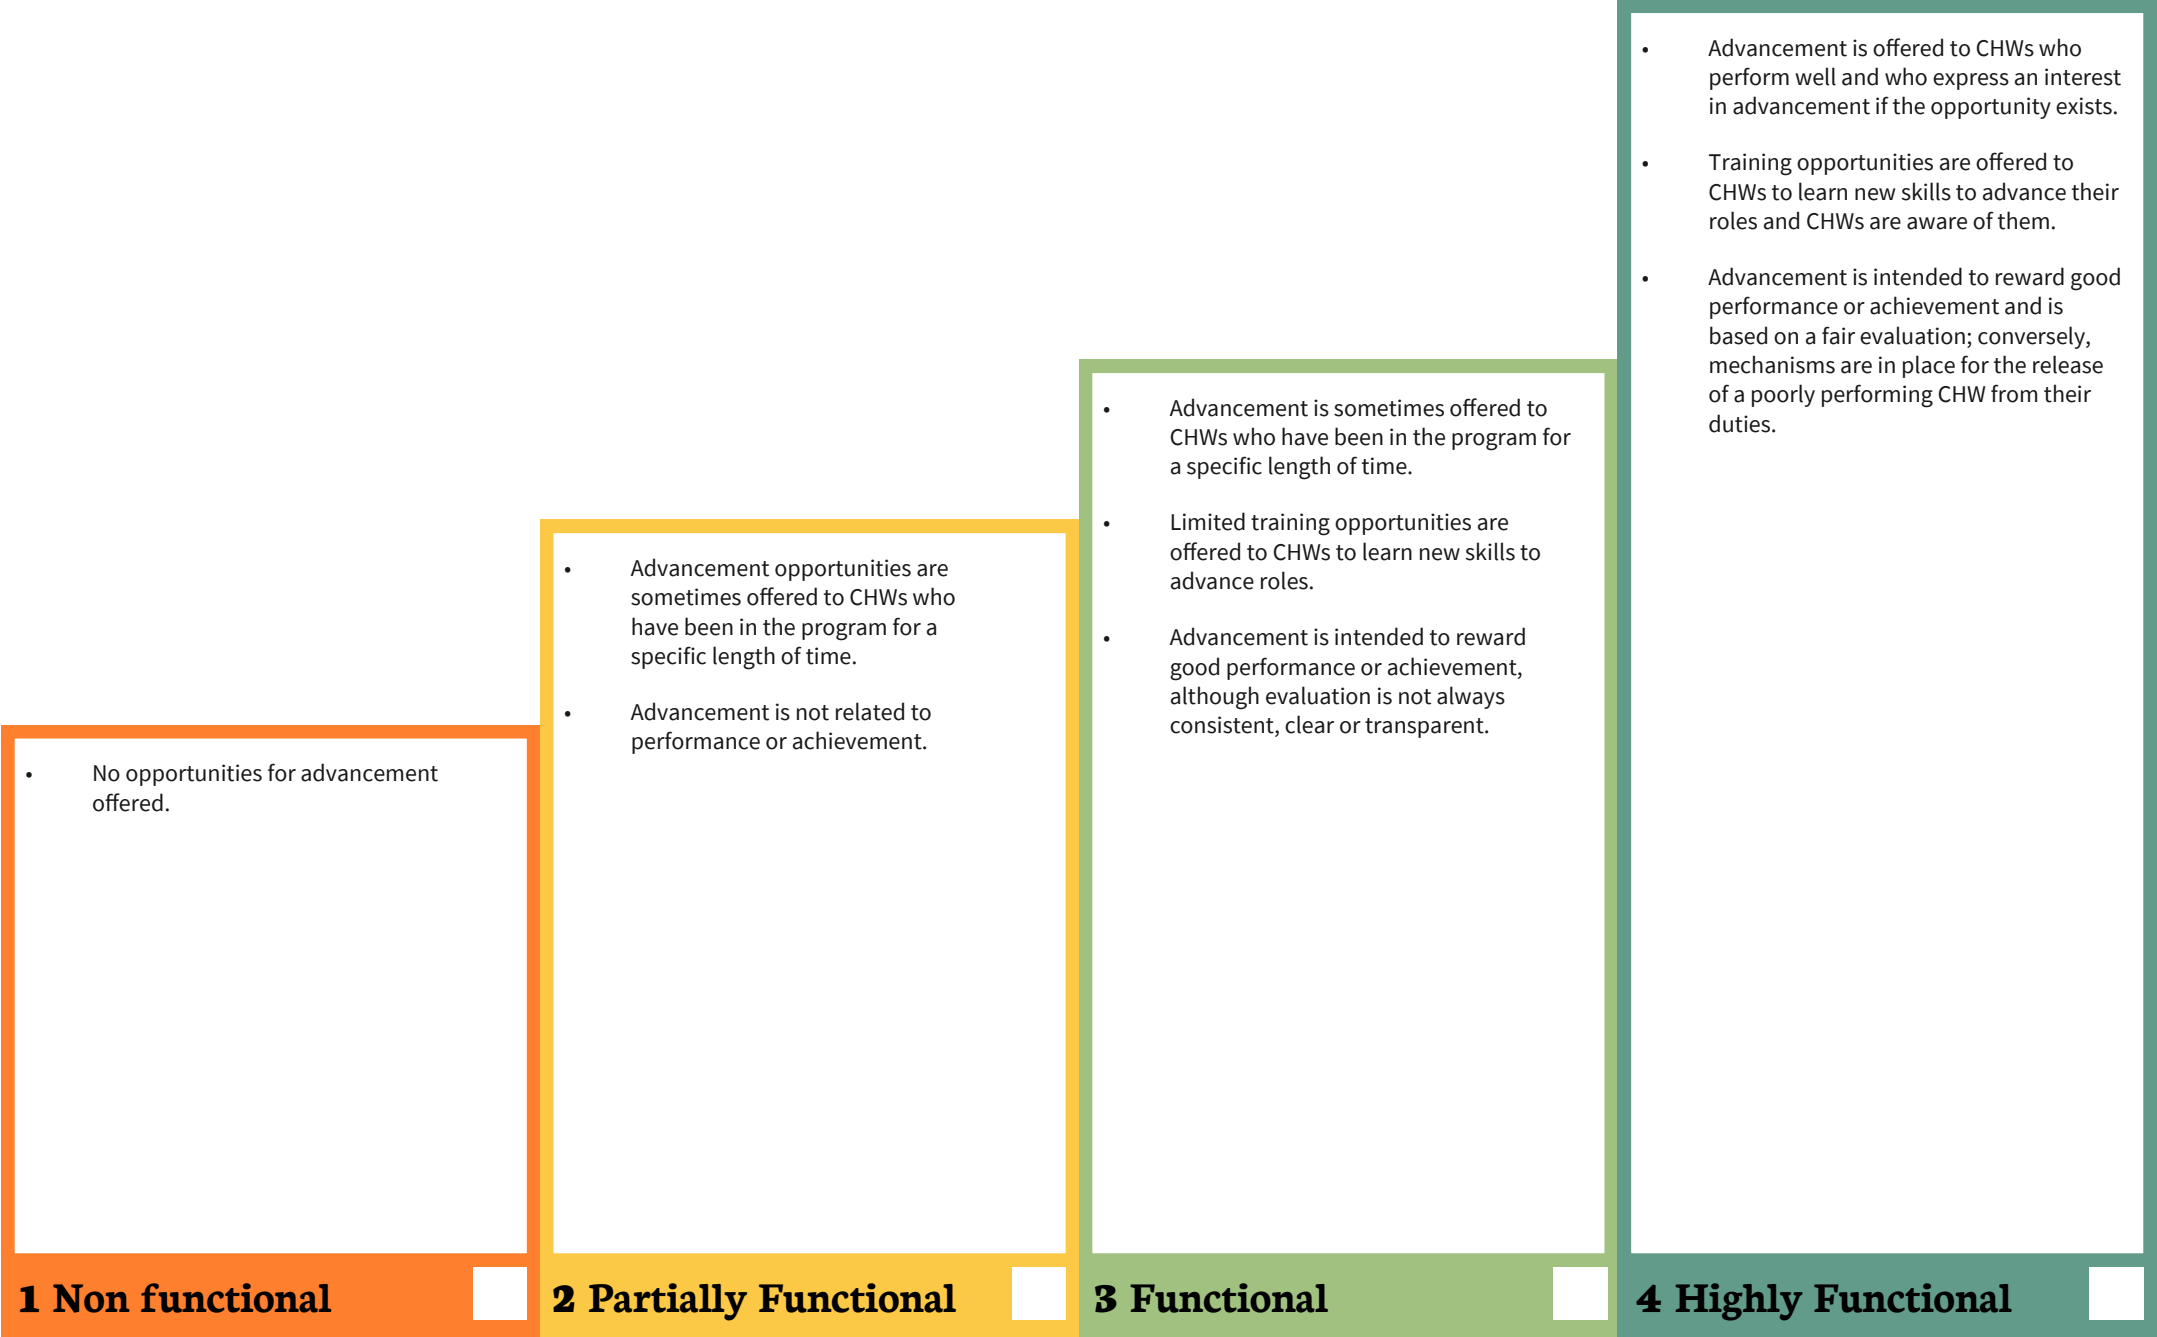 • No opportunities for advancement
offered.
1 Non functional
• Advancement opportunities are
sometimes offered to CHWs who
have been in the program for a
specific length of time.
• Advancement is not related to
performance or achievement.
2 Partially Functional
• Advancement is sometimes offered to
CHWs who have been in the program for
a specific length of time.
• Limited training opportunities are
offered to CHWs to learn new skills to
advance roles.
• Advancement is intended to reward
good performance or achievement,
although evaluation is not always
consistent, clear or transparent.
3 Functional
• Advancement is offered to CHWs who
perform well and who express an interest
in advancement if the opportunity exists.
• Training opportunities are offered to
CHWs to learn new skills to advance their
roles and CHWs are aware of them.
• Advancement is intended to reward good
performance or achievement and is
based on a fair evaluation; conversely,
mechanisms are in place for the release
of a poorly performing CHW from their
duties.
4 Highly Functional